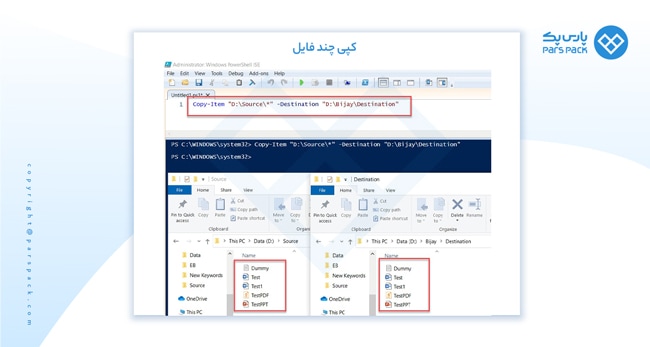 پارس پک
PARS PACK
کپی چند فایل
Administrator: Windows PowerShell ISE
File Edit View Tools Debug Add-ons Help
1 Copy-Item "D:\Source\*" -Destination "D:\Bijay\Destination"
PS C:\WINDOWS\system32> Copy-Item "D:\Source\*" -Destination "D:\Bijay\Destination"
PS C:\WINDOWS\system32>
Source
File Home Share View
Pin to Quick access
Copy
Paste
Cut
Copy path
Paste shortcut
Move to
Copy to
Clipboard
This PC > Data (D:) > Source
Name
Data
EB
New Keywords
Source
OneDrive
This PC
Dummy
Test
Test1
TestPDF
TestPPT
Destination
File Home Share View
Pin to Quick access
Copy
Paste
Cut
Copy path
Paste shortcut
Move to
Copy to
Delete
Rename
Clipboard
Organize
This PC > Data (D:) > Bijay > Destination
Name
Data
EB
New Keywords
Source
OneDrive
This PC
Dummy
Test
Test1
TestPDF
TestPPT
copyright@parspack.com